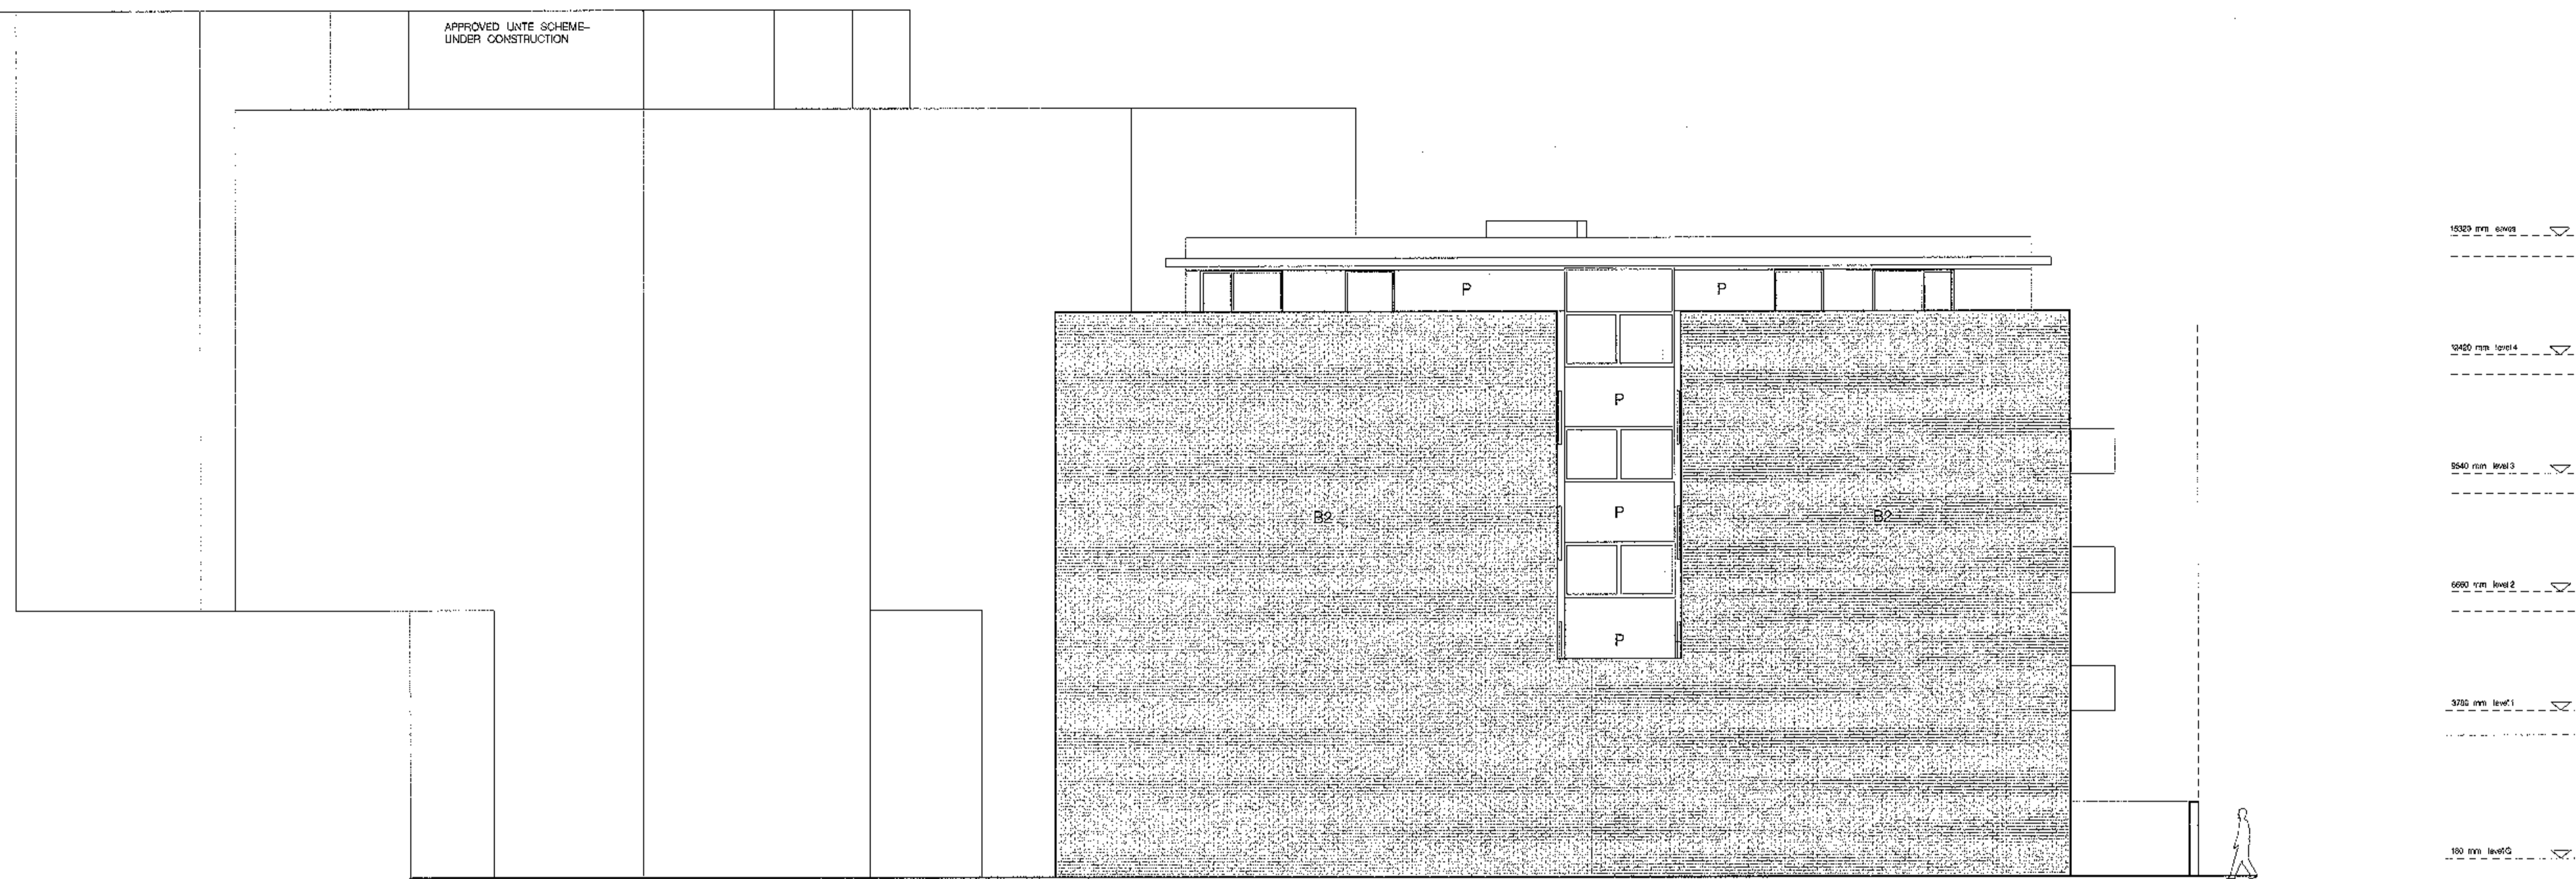 APPROVED UNTE SCHEME-
UNDER CONSTRUCTION
15329 mm eaves
P
P
12420 mm level 4
P
9540 mm level 3
B2
P
B2
6660 mm level 2
P
3780 mm level 1
180 mm level G